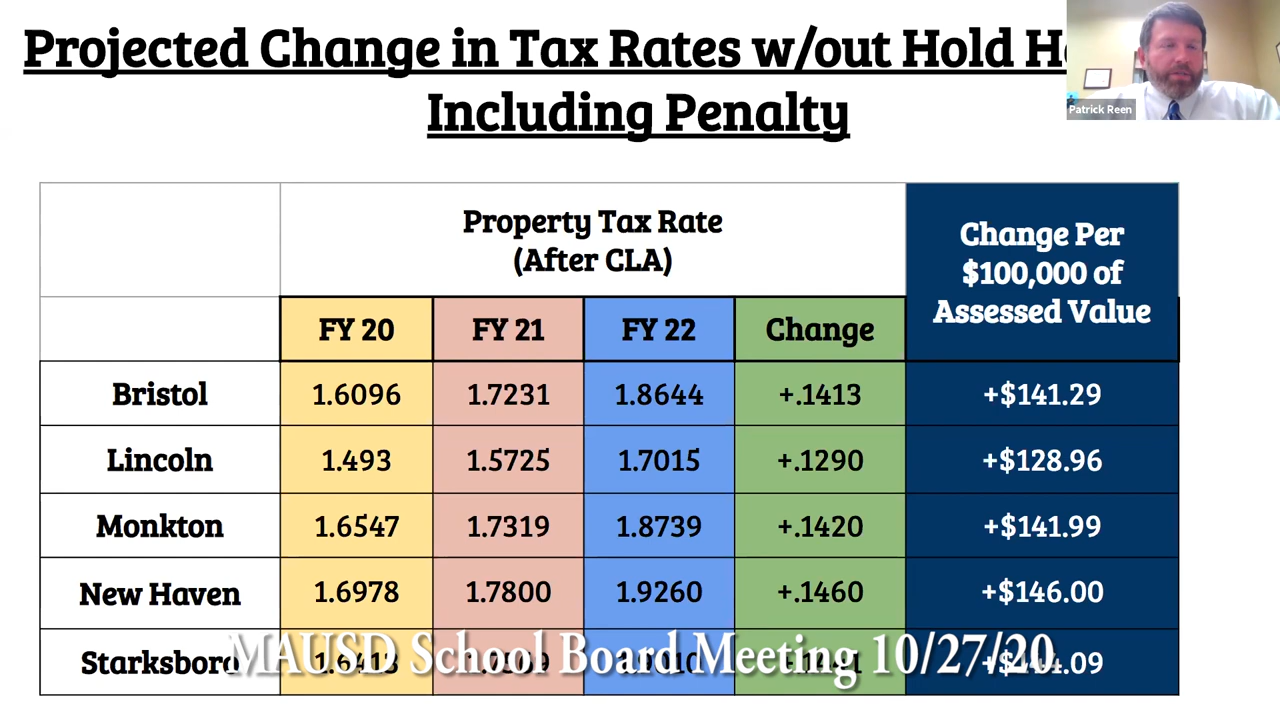 Projected Change in Tax Rates w/out Hold
Including Penalty
Patrick Reen
Property Tax Rate
(After CLA)
Change Per
$100,000 of
Assessed Value
FY 20 FY 21 FY 22 Change
Bristol 1.6096 1.7231 1.8644 +.1413 +$141.29
Lincoln 1.493 1.5725 1.7015 +.1290 +$128.96
Monkton 1.6547 1.7319 1.8739 +.1420 +$141.99
New Haven 1.6978 1.7800 1.9260 +.1460 +$146.00
Starksboro
MAUSD School Board Meeting 10/27/20